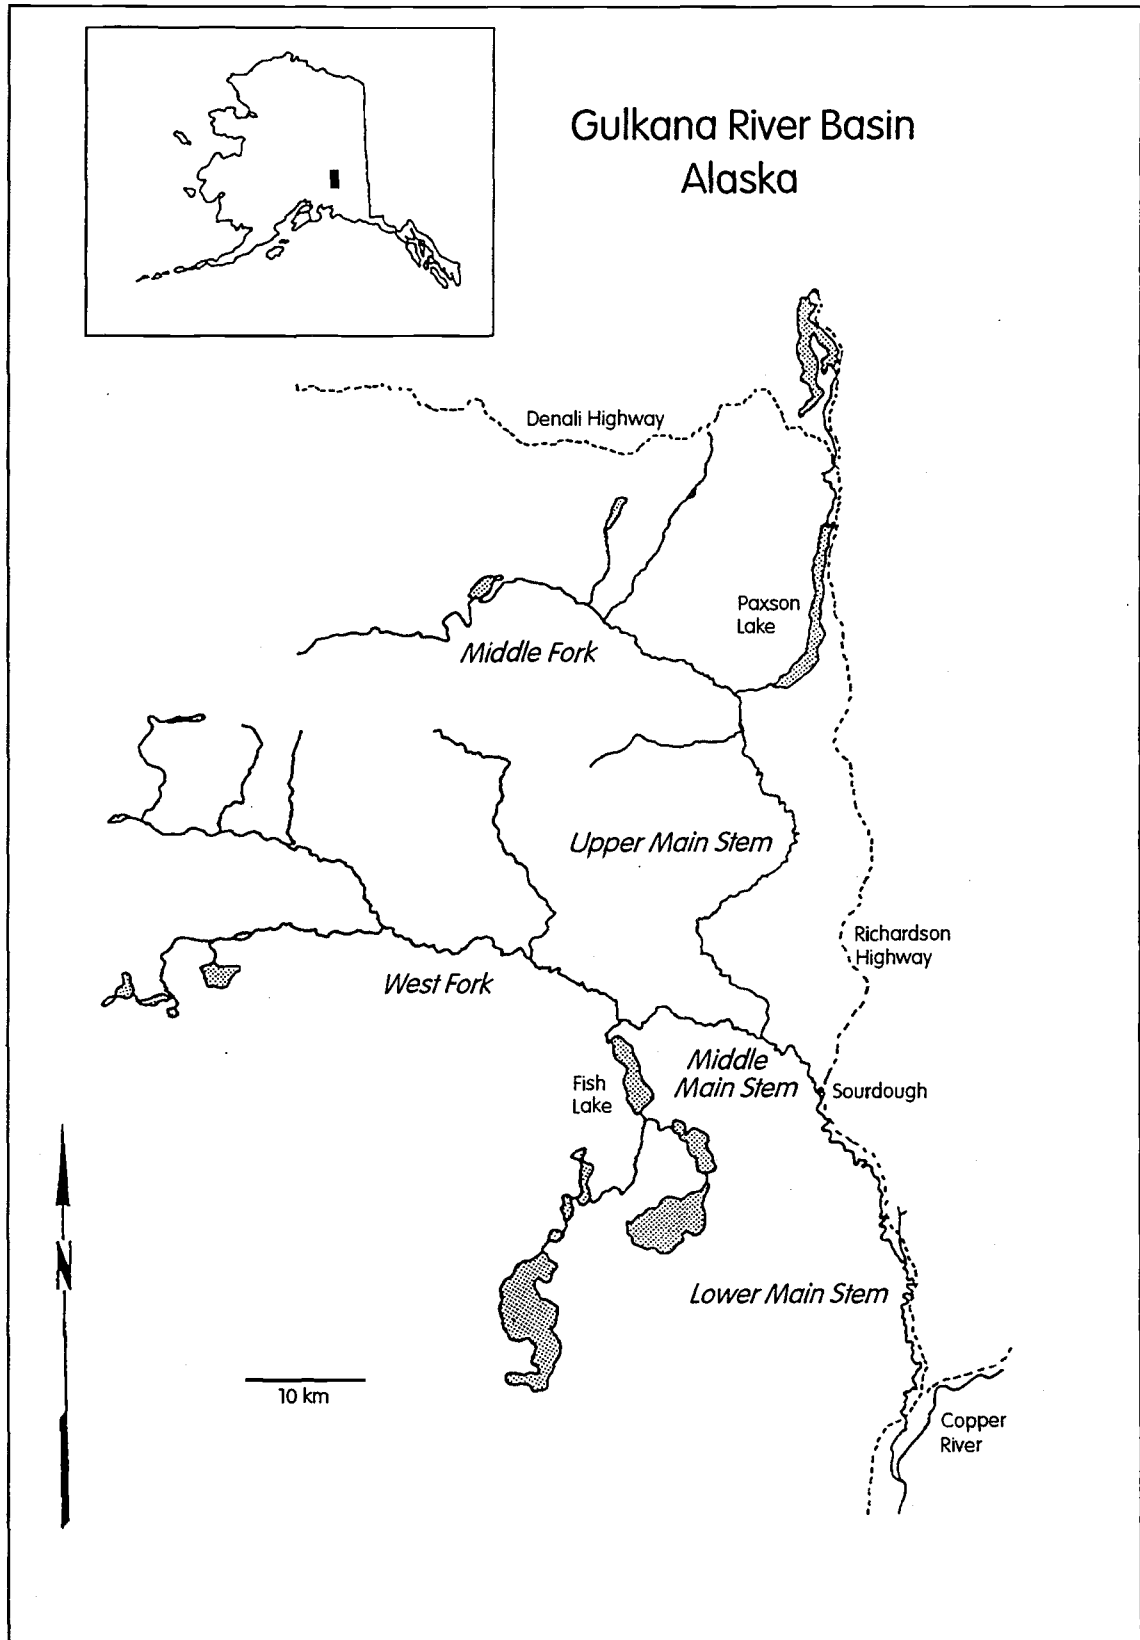 Gulkana River Basin
Alaska
Denali Highway
Paxson
Lake
Middle Fork
Upper Main Stem
Richardson
Highway
West Fork
Middle
Main Stem
Fish
Lake
Sourdough
N
Lower Main Stem
10 km
Copper
River